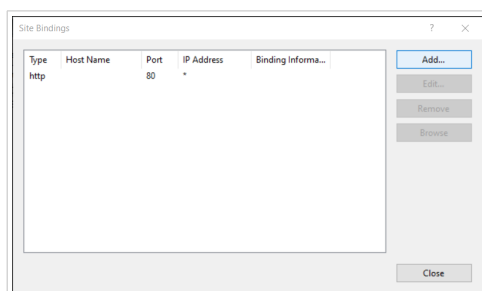 Site Bindings ? ×
Type Host Name Port IP Address Binding Informa...
http 80 *
Add...
Edit...
Remove
Browse
Close